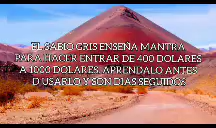 EL SABIO GRIS ENSEÑA MANTRA
PARA HACER ENTRAR DE 400 DOLARES
A 1000 DOLARES, APRENDALO ANTES
D USARLO Y SON DIAS SEGUIDOS